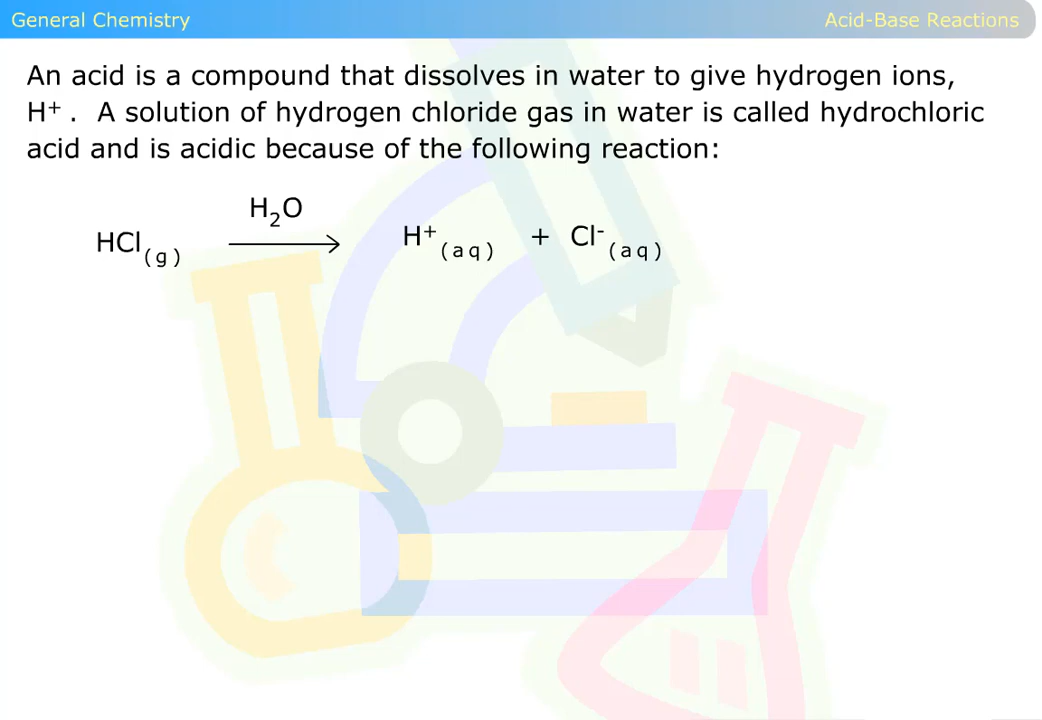 General Chemistry
Acid-Base Reactions
An acid is a compound that dissolves in water to give hydrogen ions,
H⁺ .  A solution of hydrogen chloride gas in water is called hydrochloric
acid and is acidic because of the following reaction:
H₂O
HCl(g) → H⁺(aq) + Cl⁻(aq)